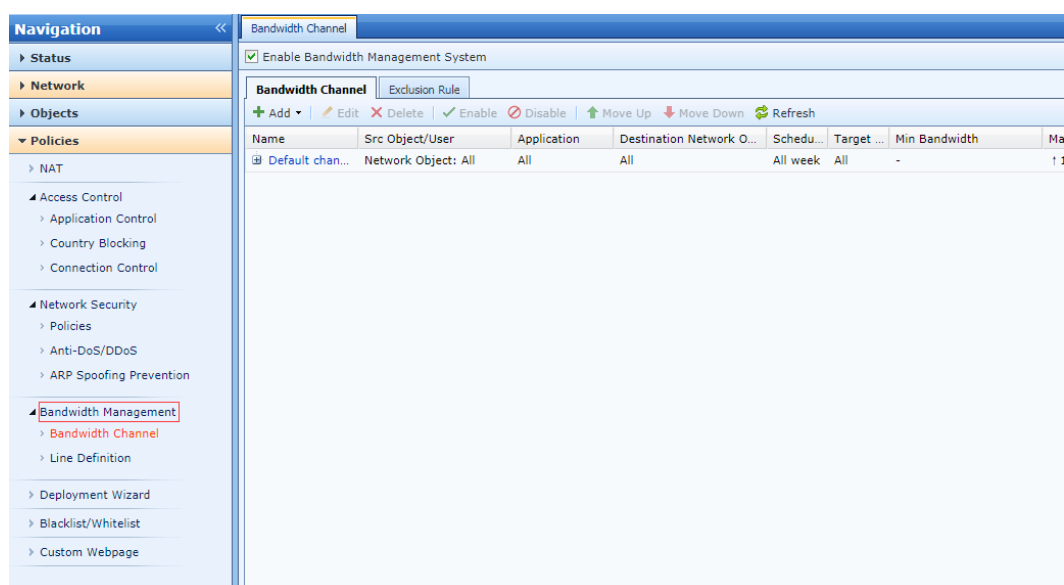 Navigation
Status
Network
Objects
Policies
NAT
Access Control
Application Control
Country Blocking
Connection Control
Network Security
Policies
Anti-DoS/DDoS
ARP Spoofing Prevention
Bandwidth Management
Bandwidth Channel
Line Definition
Deployment Wizard
Blacklist/Whitelist
Custom Webpage
Bandwidth Channel
Enable Bandwidth Management System
Bandwidth Channel Exclusion Rule
Add Edit Delete Enable Disable Move Up Move Down Refresh
Name Src Object/User Application Destination Network O... Schedu... Target ... Min Bandwidth Ma
Default chan... Network Object: All All All All week All - ↑ 1